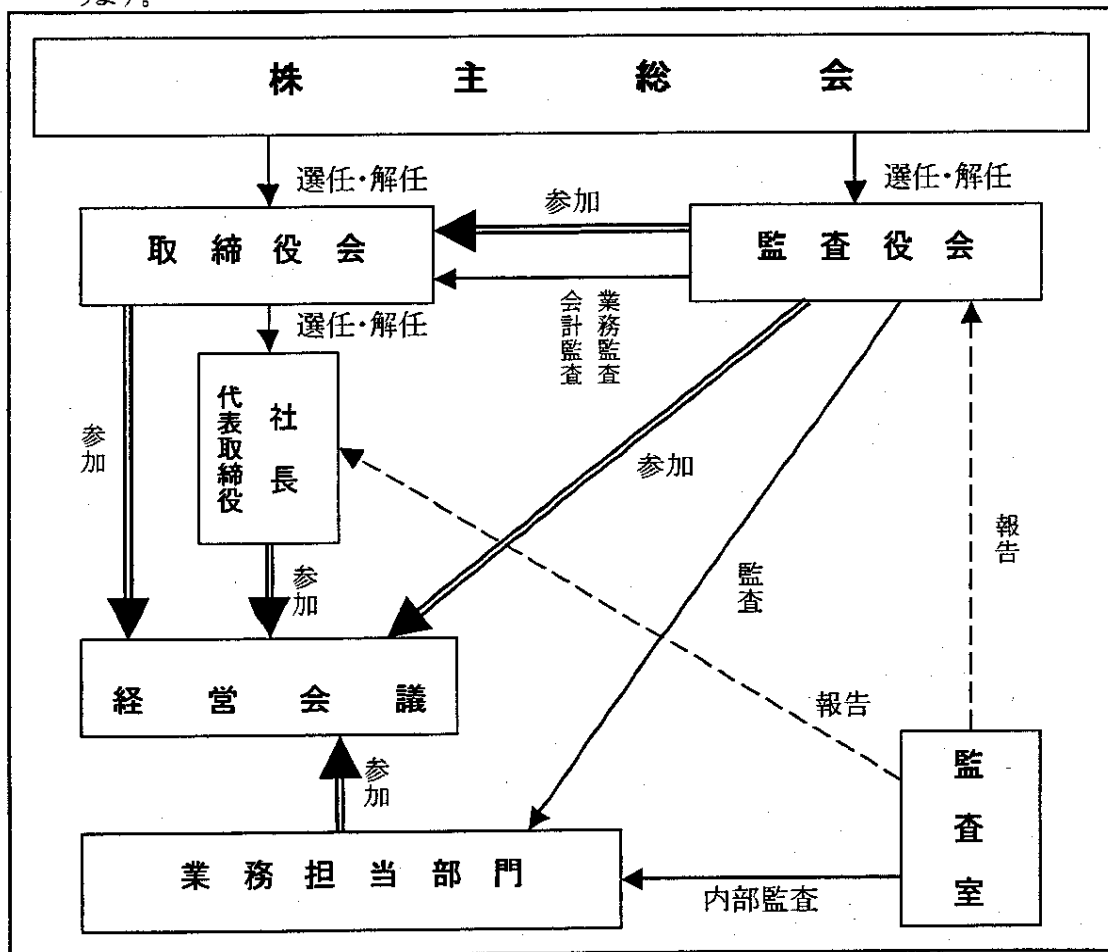 ります。
株主総会
選任・解任
選任・解任
取締役会
参加
監査役会
業務監査
会計監査
選任・解任
代表取締役
社長
参加
参加
参加
監査
報告
報告
経営会議
参加
業務担当部門
内部監査
監査室